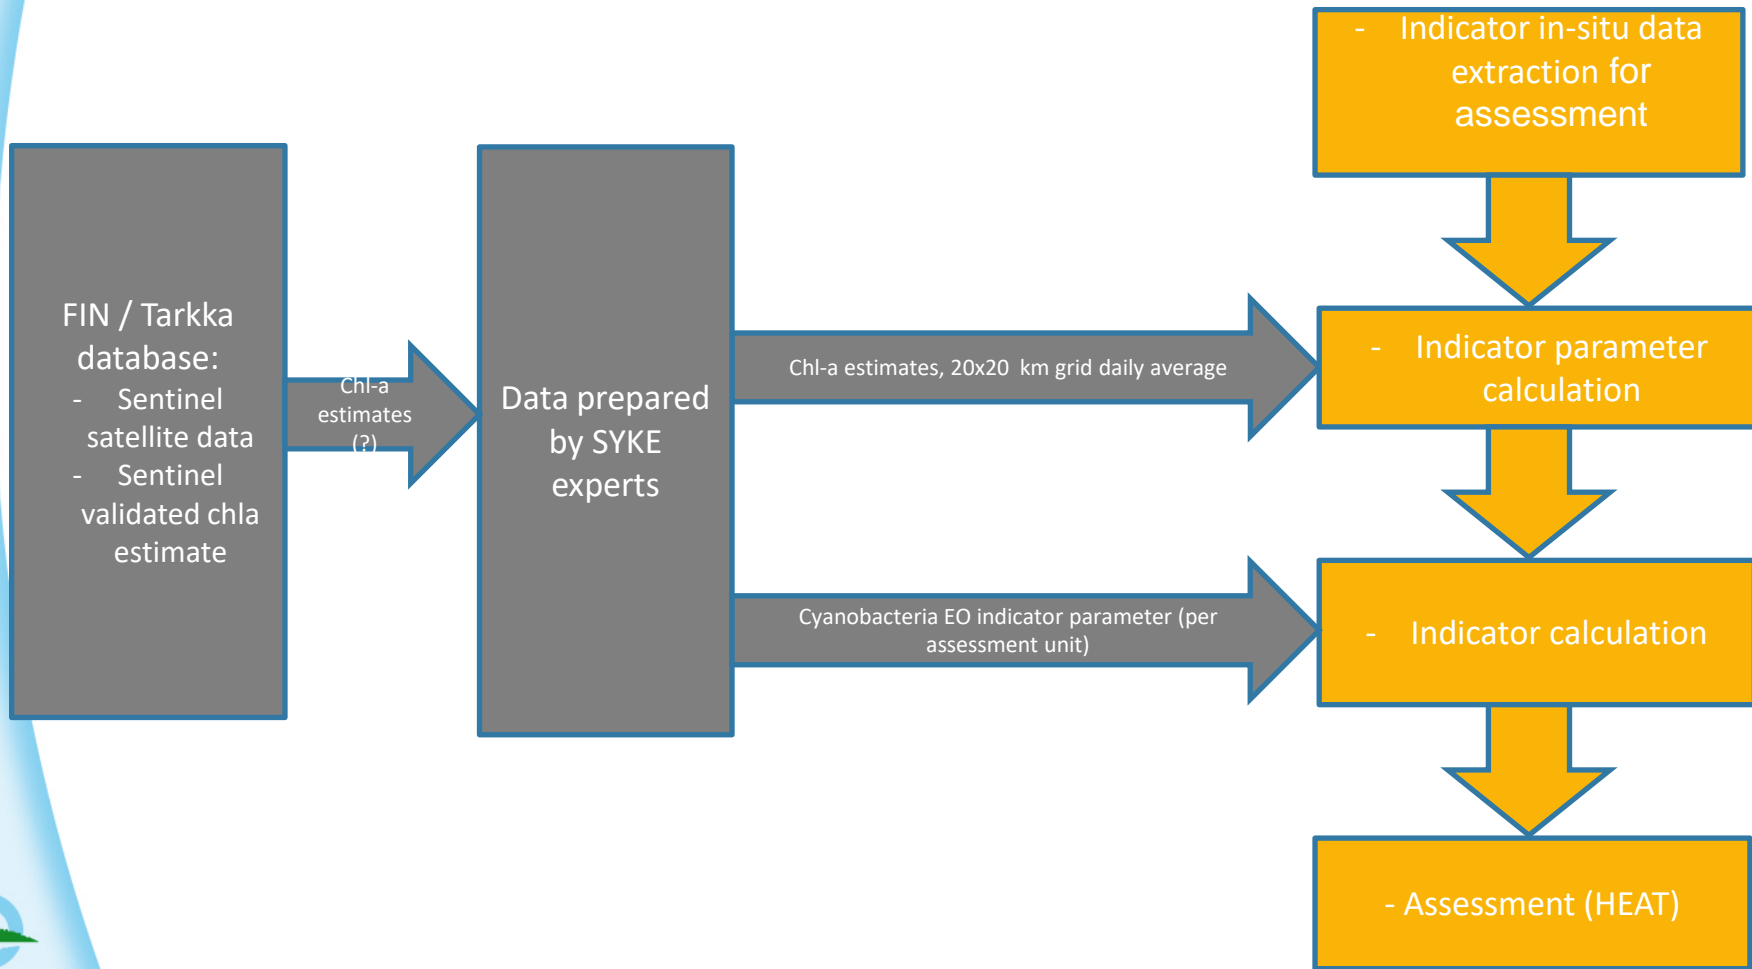 FIN / Tarkka
database:
- Sentinel
satellite data
- Sentinel
validated chla
estimate
Chl-a
estimates
(?)
Data prepared
by SYKE
experts
Chl-a estimates, 20x20 km grid daily average
Cyanobacteria EO indicator parameter (per
assessment unit)
- Indicator in-situ data
extraction for
assessment
- Indicator parameter
calculation
- Indicator calculation
- Assessment (HEAT)